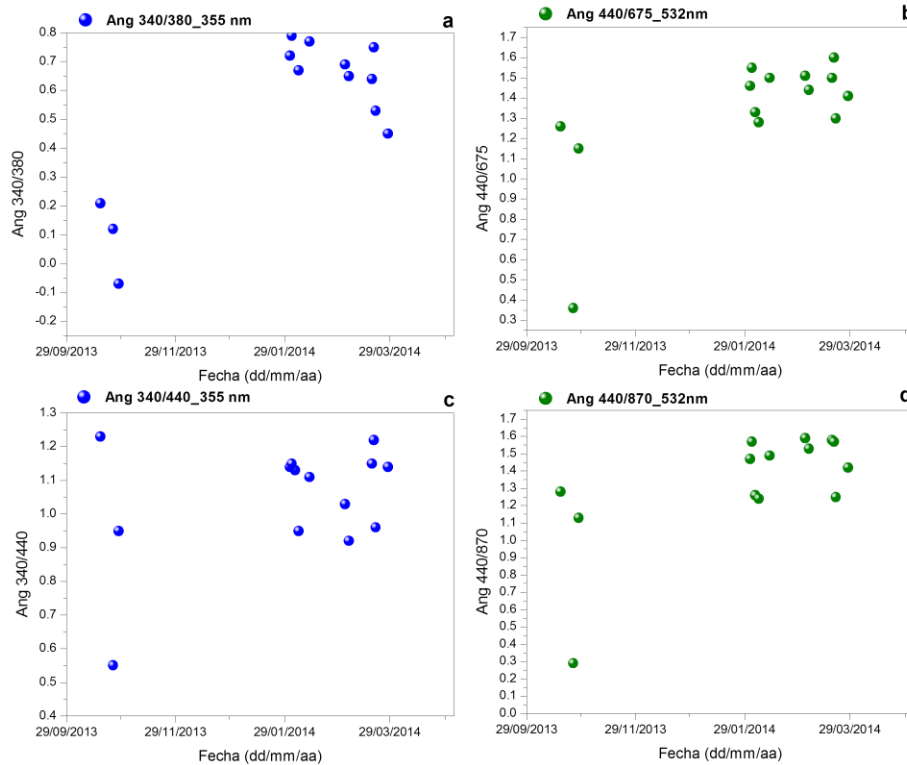 Ang 340/380_355 nm
a
0.8
0.7
0.6
0.5
0.4
0.3
0.2
0.1
0.0
-0.1
-0.2
Ang 340/380
29/09/2013 29/11/2013 29/01/2014 29/03/2014
Fecha (dd/mm/aa)
Ang 440/675_532nm
b
1.7
1.6
1.5
1.4
1.3
1.2
1.1
1.0
0.9
0.8
0.7
0.6
0.5
0.4
0.3
Ang 440/675
29/09/2013 29/11/2013 29/01/2014 29/03/2014
Fecha (dd/mm/aa)
Ang 340/440_355 nm
c
1.3
1.2
1.1
1.0
0.9
0.8
0.7
0.6
0.5
0.4
Ang 340/440
29/09/2013 29/11/2013 29/01/2014 29/03/2014
Fecha (dd/mm/aa)
Ang 440/870_532nm
d
1.7
1.6
1.5
1.4
1.3
1.2
1.1
1.0
0.9
0.8
0.7
0.6
0.5
0.4
0.3
0.2
0.1
0.0
Ang 440/870
29/09/2013 29/11/2013 29/01/2014 29/03/2014
Fecha (dd/mm/aa)